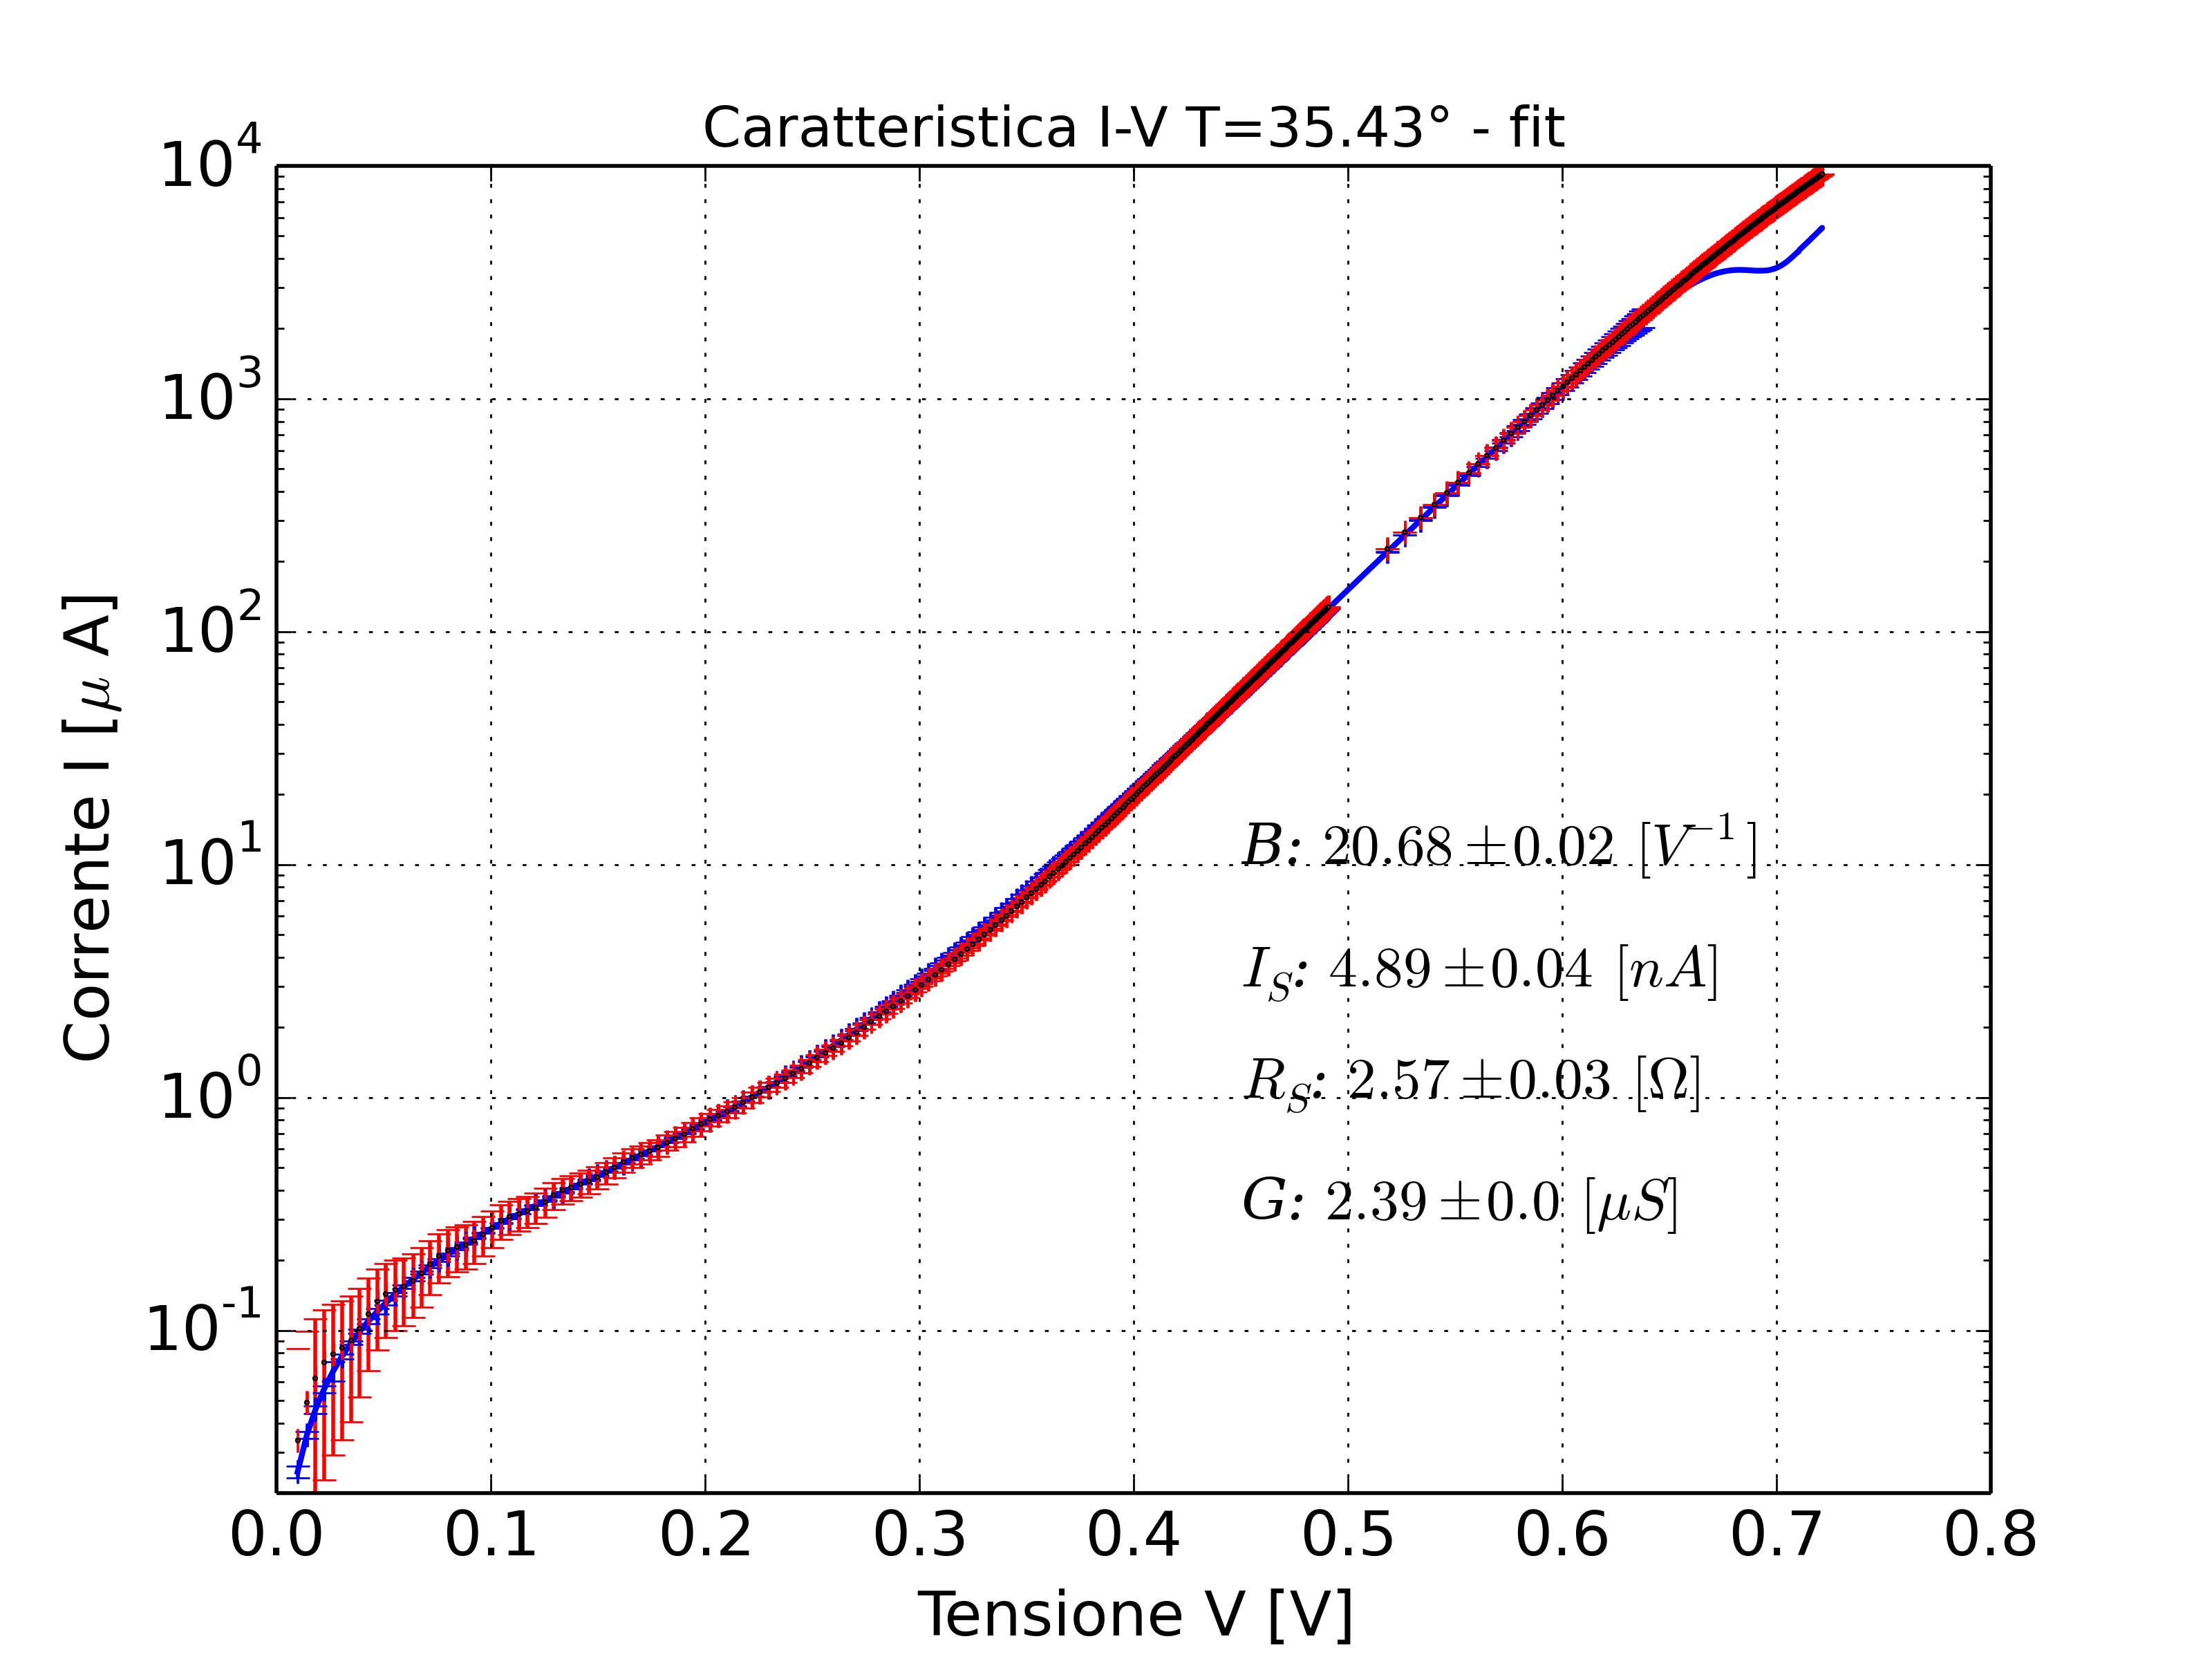 Caratteristica I-V T=35.43° - fit
10^4
10^3
10^2
10^1
10^0
10^-1
Corrente I [μ A]
B: 20.68±0.02 [V^−1]
I_S: 4.89±0.04 [nA]
R_S: 2.57±0.03 [Ω]
G: 2.39±0.0 [μS]
0.0 0.1 0.2 0.3 0.4 0.5 0.6 0.7 0.8
Tensione V [V]